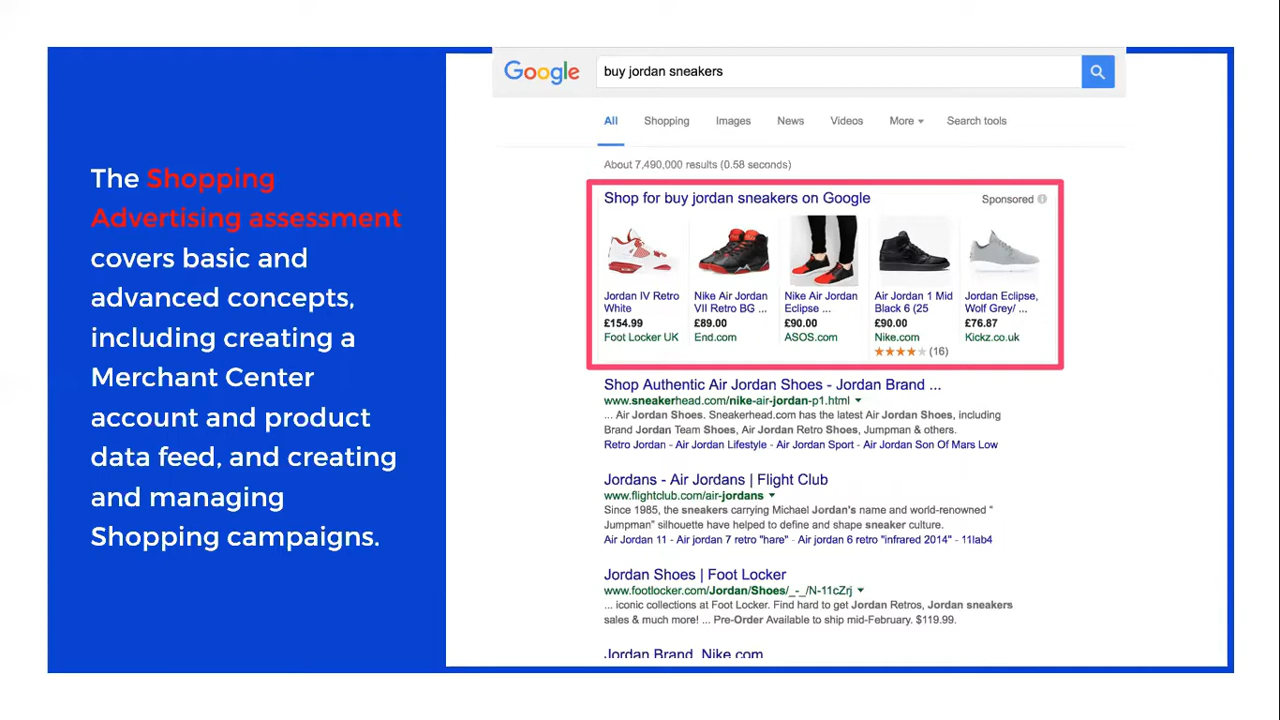 The Shopping
Advertising assessment
covers basic and
advanced concepts,
including creating a
Merchant Center
account and product
data feed, and creating
and managing
Shopping campaigns.
Google
buy jordan sneakers
All Shopping Images News Videos More Search tools
About 7,490,000 results (0.58 seconds)
Shop for buy jordan sneakers on Google Sponsored
Jordan IV Retro White
£154.99
Foot Locker UK
Nike Air Jordan
VII Retro BG ...
£89.00
End.com
Nike Air Jordan
Eclipse ...
£90.00
ASOS.com
Air Jordan 1 Mid
Black 6 (25
£90.00
Nike.com
(16)
Jordan Eclipse,
Wolf Grey/ ...
£76.87
Kickz.co.uk
Shop Authentic Air Jordan Shoes - Jordan Brand ...
www.sneakerhead.com/nike-air-jordan-p1.html
... Air Jordan Shoes. Sneakerhead.com has the latest Air Jordan Shoes, including
Brand Jordan Team Shoes, Air Jordan Retro Shoes, Jumpman & others.
Retro Jordan - Air Jordan Lifestyle - Air Jordan Sport - Air Jordan Son Of Mars Low
Jordans - Air Jordans | Flight Club
www.flightclub.com/air-jordans
Since 1985, the sneakers carrying Michael Jordan's name and world-renowned "
Jumpman" silhouette have helped to define and shape sneaker culture.
Air Jordan 11 - Air jordan 7 retro "hare" - Air jordan 6 retro "infrared 2014" - 11lab4
Jordan Shoes | Foot Locker
www.footlocker.com/Jordan/Shoes/_-_/N-11cZrj
... iconic collections at Foot Locker. Find hard to get Jordan Retros, Jordan sneakers
sales & much more! ... Pre-Order Available to ship mid-February. $119.99.
Jordan Brand. Nike.com